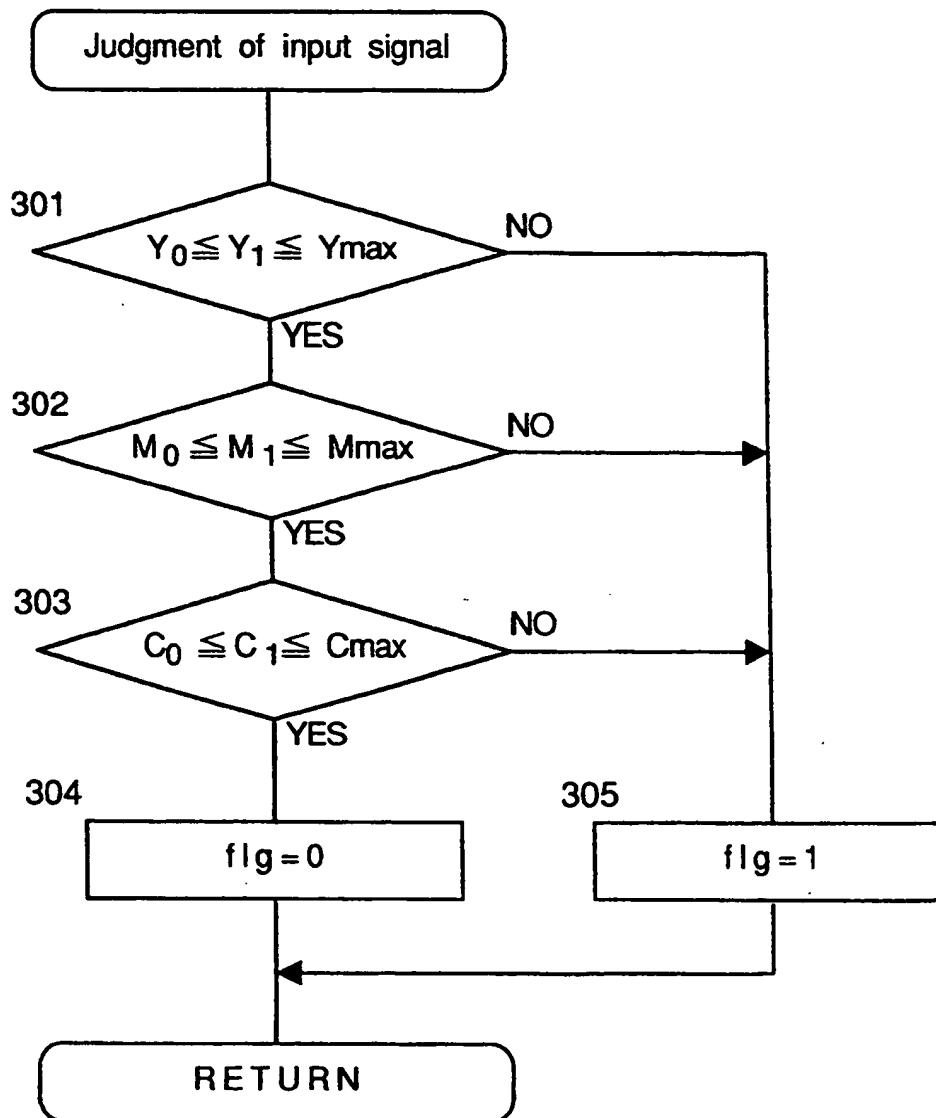 Judgment of input signal
301
Y0≦Y1≦ Ymax
NO
YES
302
M0≦M1≦ Mmax
NO
YES
303
C0≦C1≦ Cmax
NO
YES
304
flg=0
305
flg=1
RETURN